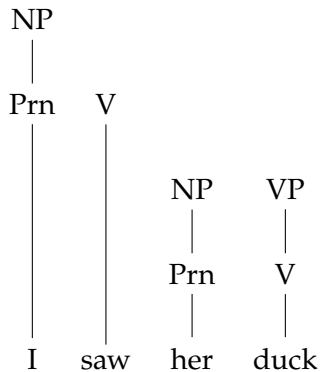 NP
Prn V
NP VP
Prn V
I saw her duck